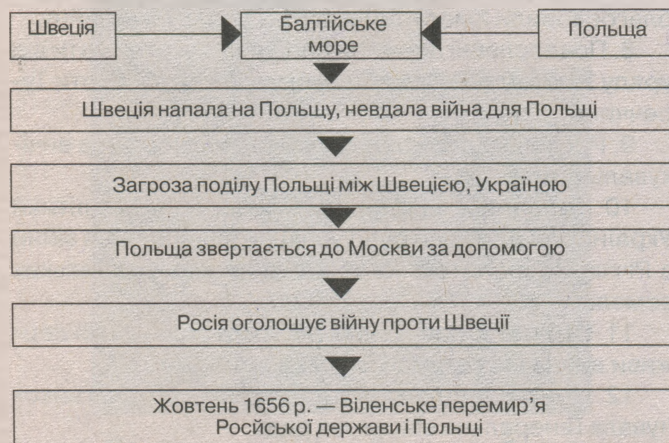 Швеція
Балтійське
море
Польща
Швеція напала на Польщу, невдала війна для Польщі
Загроза поділу Польщі між Швецією, Україною
Польща звертається до Москви за допомогою
Росія оголошує війну проти Швеції
Жовтень 1656 р. — Віленське перемир’я
Росйської держави і Польщі